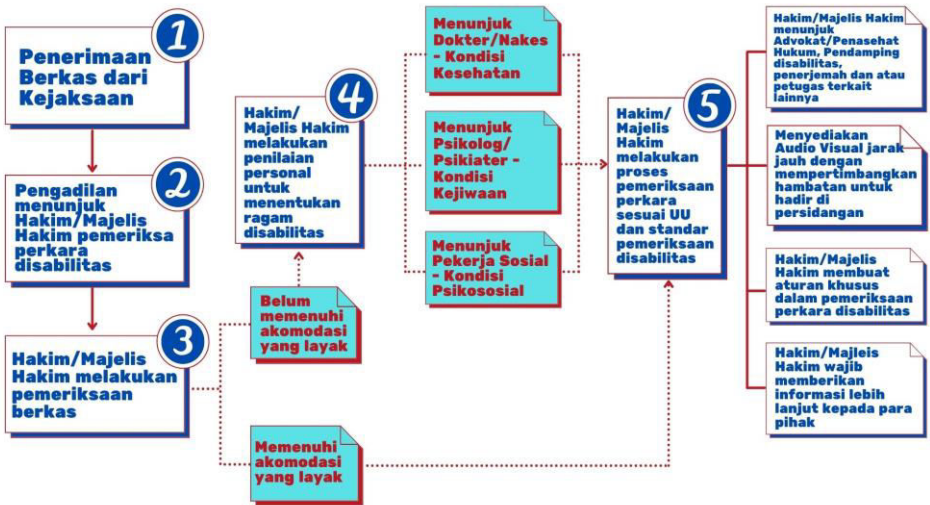 1
Penerimaan
Berkas dari
Kejaksaan
2
Pengadilan
menunjuk
Hakim/Majelis
Hakim pemeriksa
perkara
disabilitas
3
Hakim/Majelis
Hakim melakukan
pemeriksaan
berkas
Belum
memenuhi
akomodasi
yang layak
Memenuhi
akomodasi
yang layak
4
Hakim/
Majelis Hakim
melakukan
penilaian
personal
untuk
menentukan
ragam
disabilitas
Menunjuk
Dokter/Nakes
- Kondisi
Kesehatan
Menunjuk
Psikolog/
Psikiater -
Kondisi
Kejiwaan
Menunjuk
Pekerja Sosial
- Kondisi
Psikososial
5
Hakim/
Majelis
Hakim
melakukan
proses
pemeriksaan
perkara
sesuai UU
dan standar
pemeriksaan
disabilitas
Hakim/Majelis Hakim
menunjuk
Advokat/Penasehat
Hukum, Pendamping
disabilitas,
penerjemah dan atau
petugas terkait
lainnya
Menyediakan
Audio Visual jarak
jauh dengan
mempertimbangkan
hambatan untuk
hadir di
persidangan
Hakim/Majelis
Hakim membuat
aturan khusus
dalam pemeriksaan
perkara disabilitas
Hakim/Majleis
Hakim wajib
memberikan
informasi lebih
lanjut kepada para
pihak